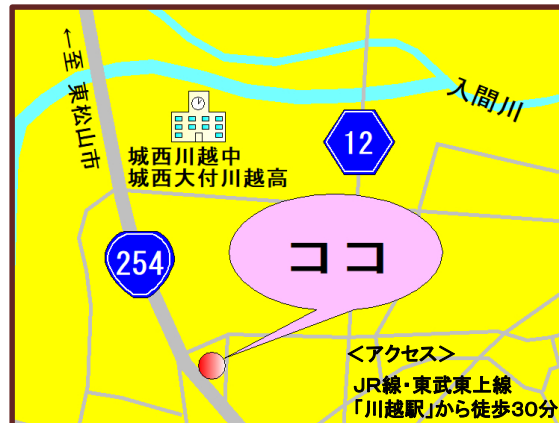 ←至 東松山市
入間川
城西川越中
城西大付川越高
12
254
ココ
＜アクセス＞
JR線・東武東上線
「川越駅」から徒歩30分